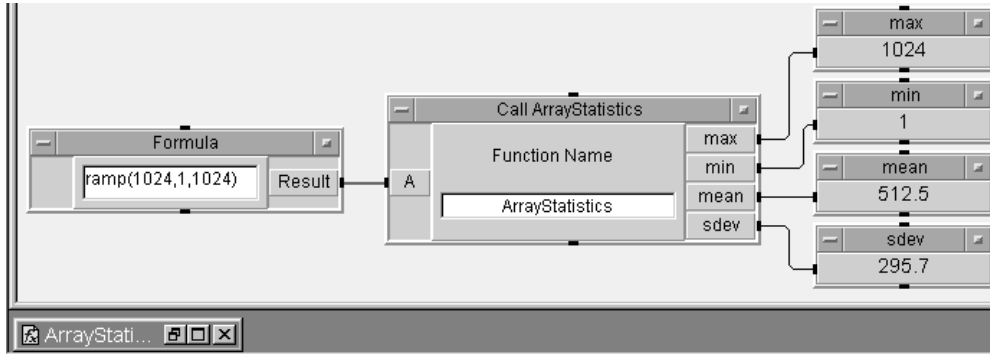 max
1024
Call ArrayStatistics
min
1
Formula
Function Name
max
min
mean
sdev
ramp(1024,1,1024)
Result
A
ArrayStatistics
mean
512.5
sdev
295.7
ArrayStati...